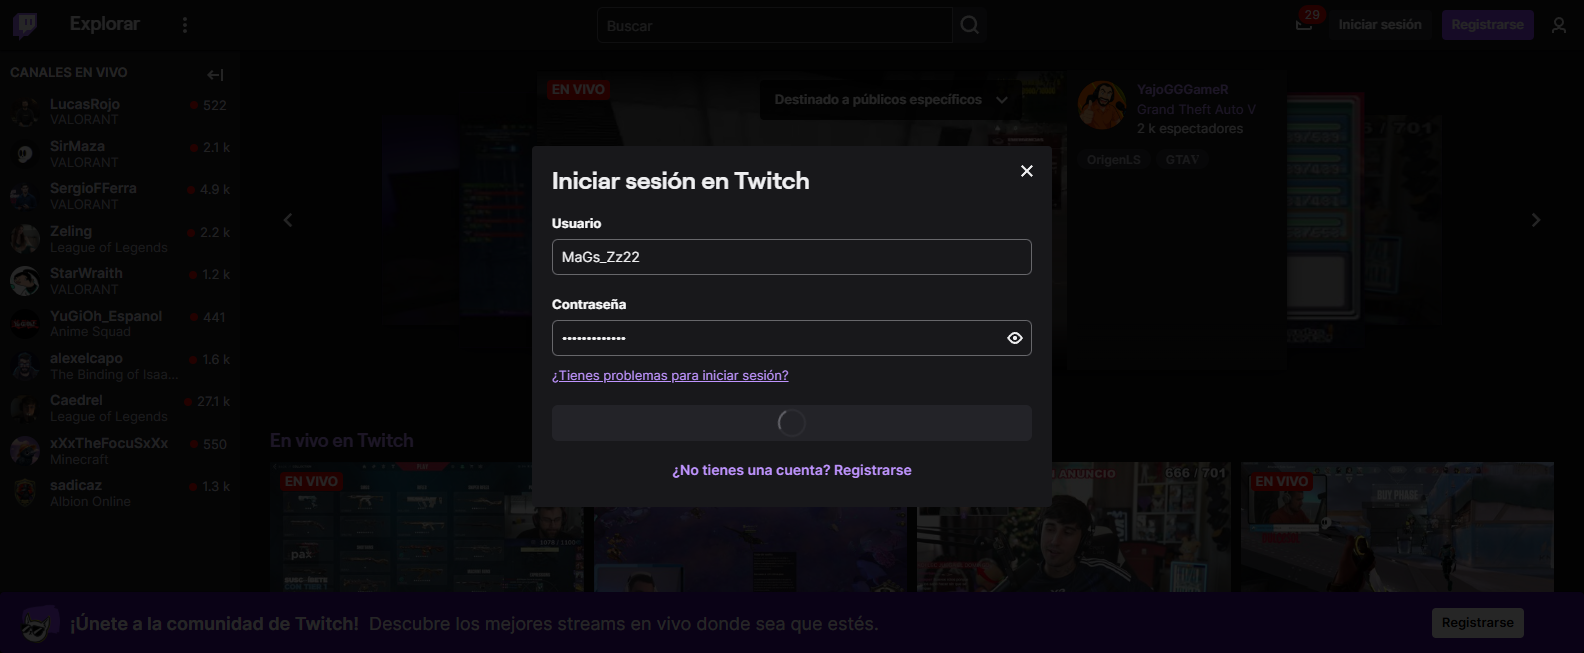 Explorar
Buscar
29
Iniciar sesión
Registrarse
CANALES EN VIVO
LucasRojo
522
VALORANT
SirMaza
2.1 k
VALORANT
SergioFFerra
4.9 k
VALORANT
Zeling
2.2 k
League of Legends
StarWraith
1.2 k
VALORANT
YuGiOh_Espanol
441
Anime Squad
alexelcapo
1.6 k
The Binding of Isaa...
Caedrel
27.1 k
League of Legends
xXxTheFocuSxXx
550
Minecraft
sadicaz
1.3 k
Albion Online
EN VIVO
Destinado a públicos específicos
YajoGGGameR
Grand Theft Auto V
2 k espectadores
OrigenLS
GTAV
/ 701
Iniciar sesión en Twitch
Usuario
MaGs_Zz22
Contraseña
•••••••••••••
¿Tienes problemas para iniciar sesión?
¿No tienes una cuenta? Registrarse
En vivo en Twitch
EN VIVO
ANUNCIO
666 / 701
EN VIVO
BUY PHASE
pax
¡Únete a la comunidad de Twitch! Descubre los mejores streams en vivo donde sea que estés.
Registrarse